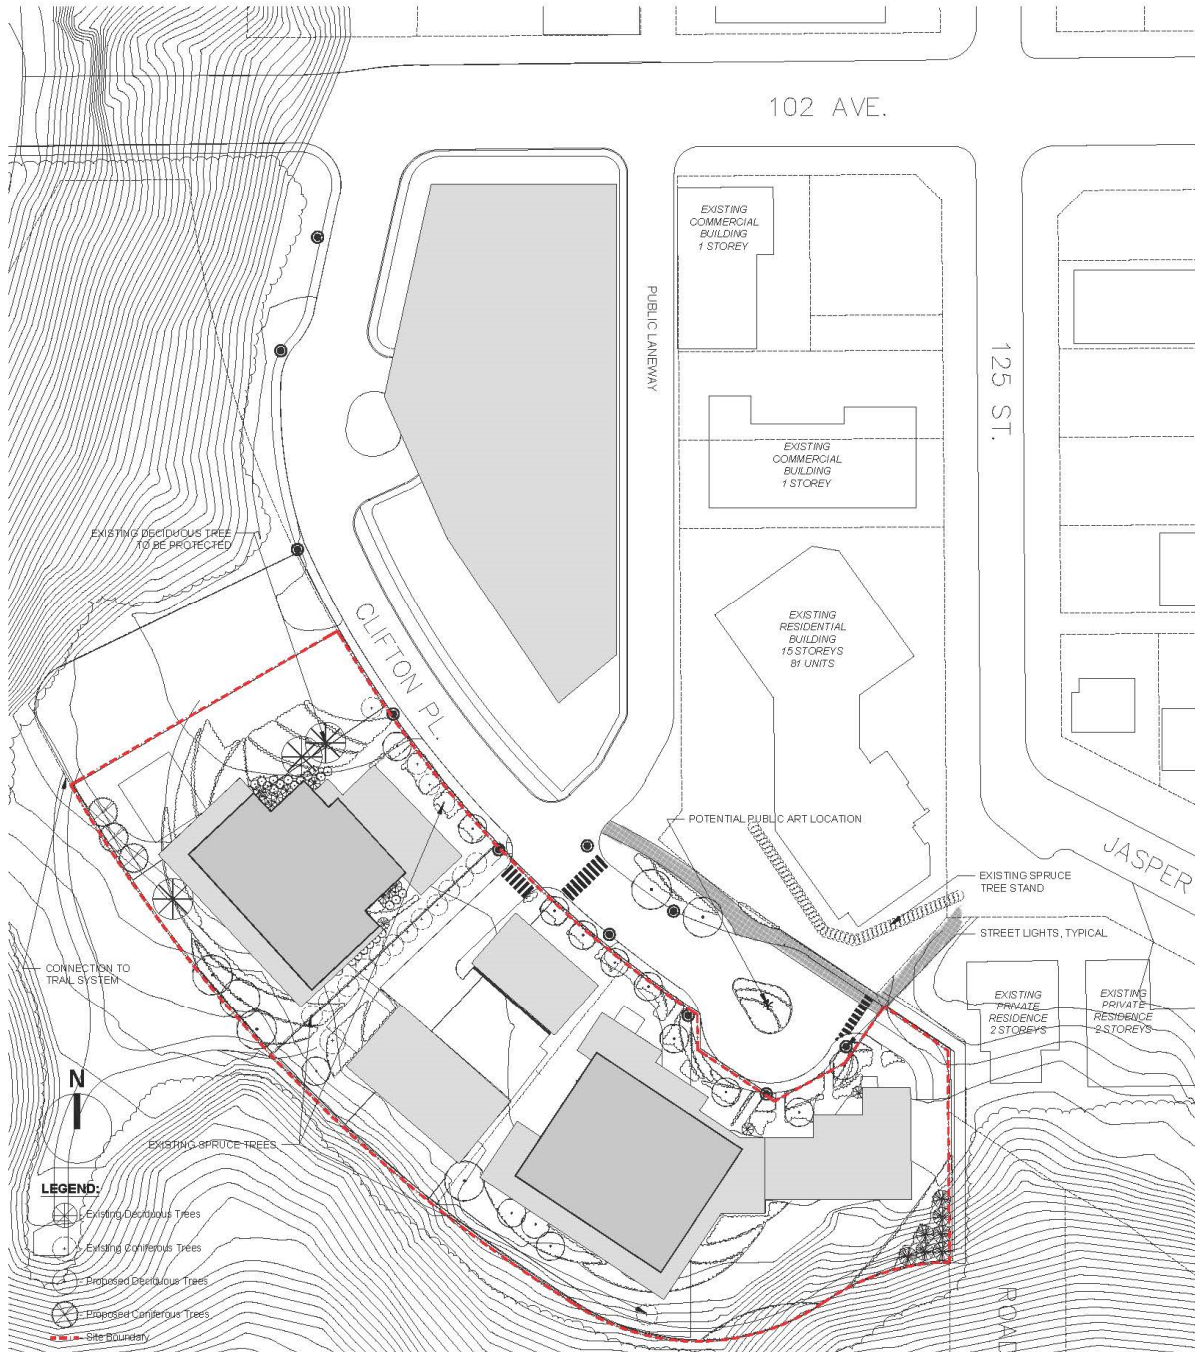 102 AVE.
EXISTING
COMMERCIAL
BUILDING
1 STOREY
PUBLIC LANEWAY
125 ST.
EXISTING
COMMERCIAL
BUILDING
1 STOREY
EXISTING DECIDUOUS TREE
TO BE PROTECTED
CLIFTON PL.
EXISTING
RESIDENTIAL
BUILDING
15 STOREYS
81 UNITS
POTENTIAL PUBLIC ART LOCATION
JASPER
EXISTING SPRUCE
TREE STAND
STREET LIGHTS, TYPICAL
CONNECTION TO
TRAIL SYSTEM
EXISTING
PRIVATE
RESIDENCE
2 STOREYS
EXISTING
PRIVATE
RESIDENCE
2 STOREYS
N
EXISTING SPRUCE TREES
LEGEND:
- Existing Deciduous Trees
- Existing Coniferous Trees
- Proposed Deciduous Trees
- Proposed Coniferous Trees
- Site Boundary
ROAD